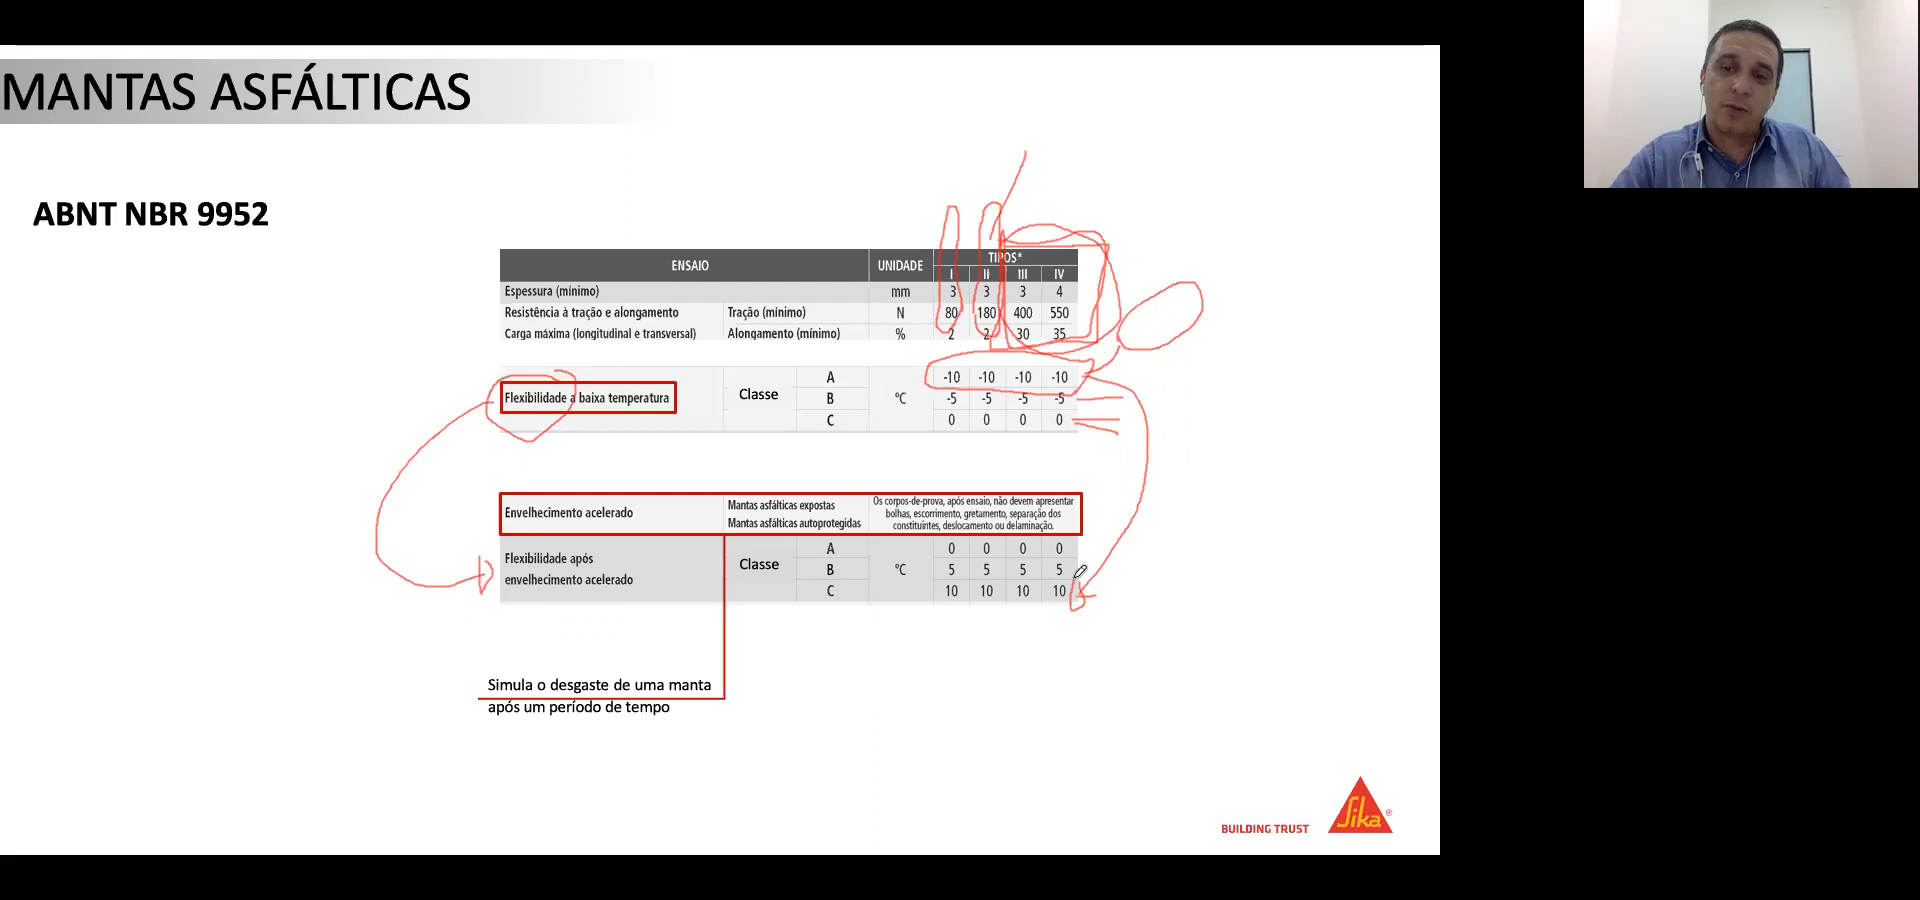 MANTAS ASFÁLTICAS
ABNT NBR 9952
ENSAIO UNIDADE TIPOS*
I II III IV
Espessura (mínimo) mm 3 3 3 4
Resistência à tração e alongamento Tração (mínimo) N 80 180 400 550
Carga máxima (longitudinal e transversal) Alongamento (mínimo) % 2 2 30 35
A -10 -10 -10 -10
Flexibilidade a baixa temperatura Classe B °C -5 -5 -5 -5
C 0 0 0 0
Envelhecimento acelerado
Mantas asfálticas expostas
Mantas asfálticas autoprotegidas
Os corpos-de-prova, após ensaio, não devem apresentar
bolhas, escorrimento, gretamento, separação dos
constituintes, deslocamento ou delaminação.
Flexibilidade após
envelhecimento acelerado
Classe
A 0 0 0 0
B °C 5 5 5 5
C 10 10 10 10
Simula o desgaste de uma manta
após um período de tempo
BUILDING TRUST
Sika®